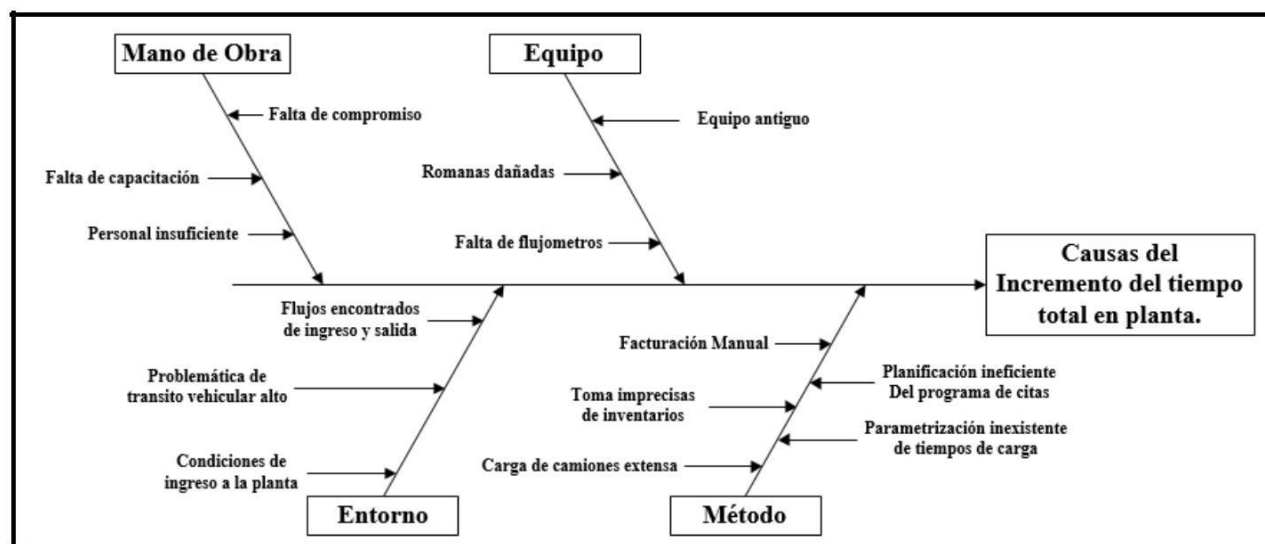 Mano de Obra
Equipo
Falta de compromiso
Equipo antiguo
Falta de capacitación
Romanas dañadas
Personal insuficiente
Falta de flujometros
Causas del
Incremento del tiempo
total en planta.
Flujos encontrados
de ingreso y salida
Facturación Manual
Problemática de
transito vehicular alto
Planificación ineficiente
Del programa de citas
Toma imprecisas
de inventarios
Parametrización inexistente
de tiempos de carga
Condiciones de
ingreso a la planta
Carga de camiones extensa
Entorno
Método